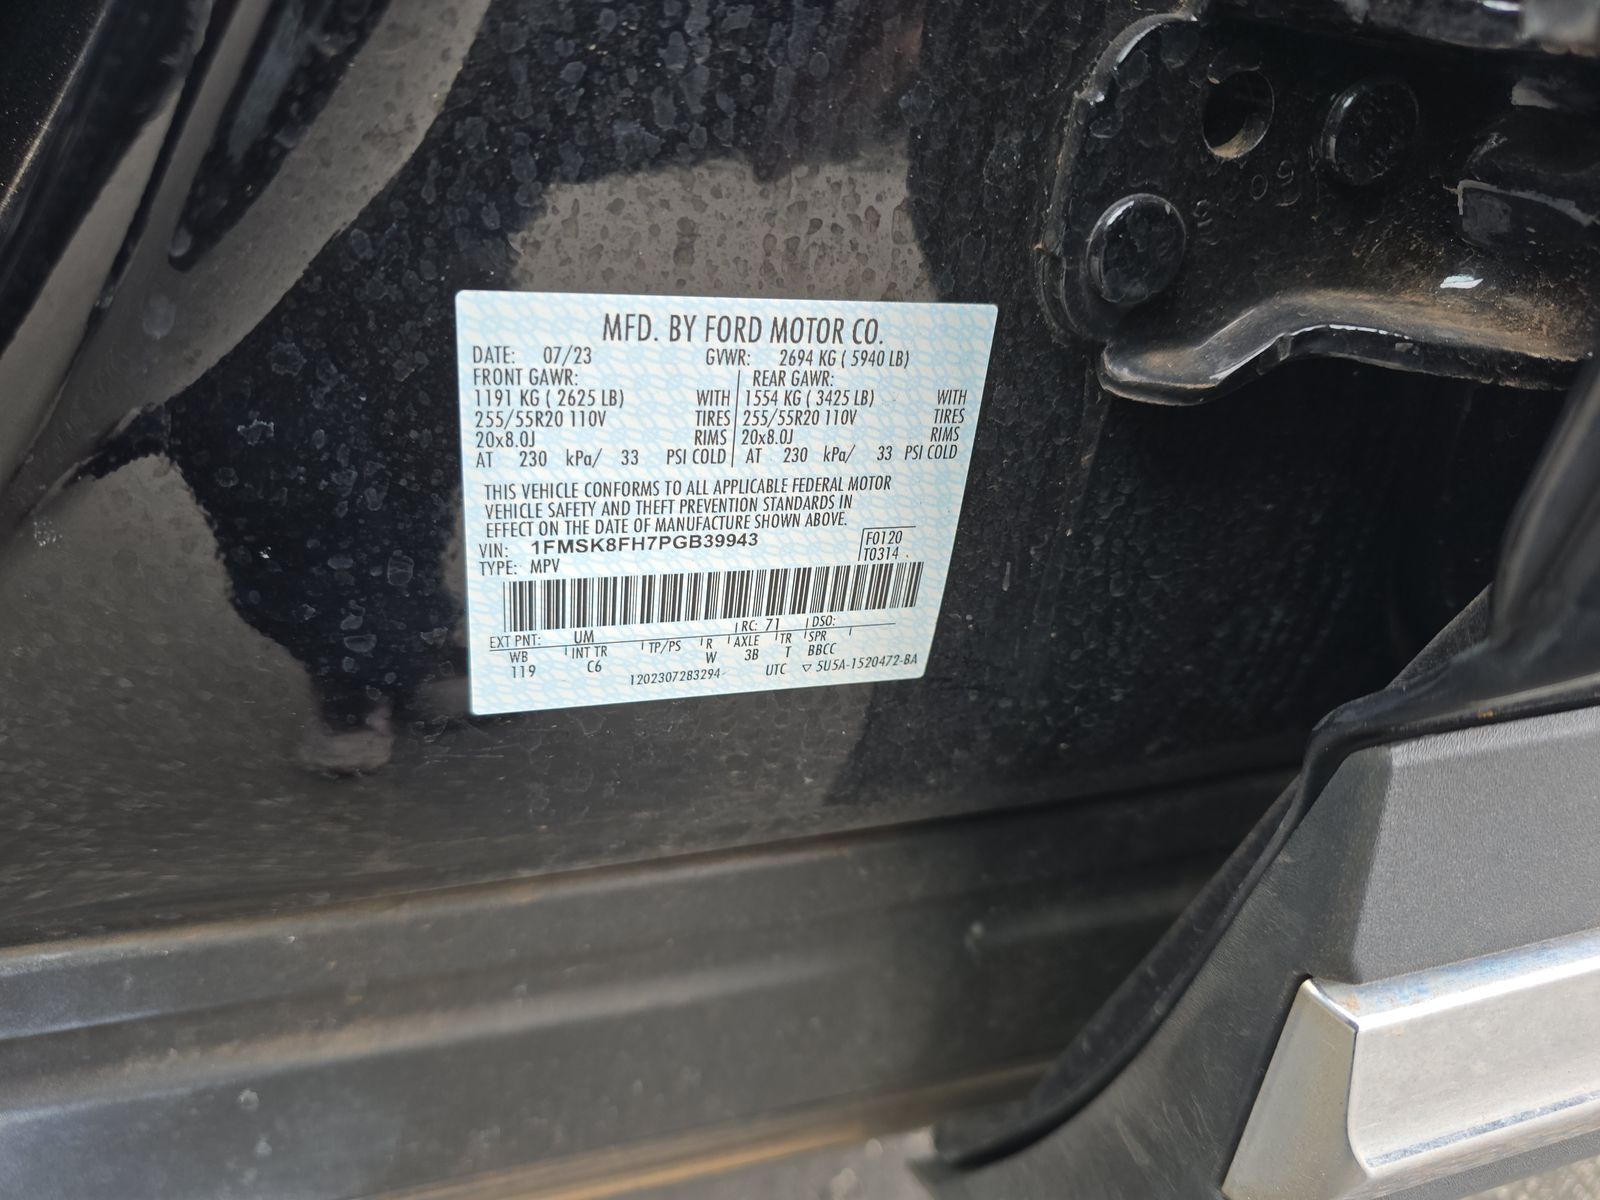 MFD. BY FORD MOTOR CO.
DATE: 07/23 GVWR: 2694 KG ( 5940 LB)
FRONT GAWR: REAR GAWR:
1191 KG ( 2625 LB) WITH 1554 KG ( 3425 LB) WITH
255/55R20 110V TIRES 255/55R20 110V TIRES
20x8.0J RIMS 20x8.0J RIMS
AT 230 kPa/ 33 PSI COLD AT 230 kPa/ 33 PSI COLD
THIS VEHICLE CONFORMS TO ALL APPLICABLE FEDERAL MOTOR
VEHICLE SAFETY AND THEFT PREVENTION STANDARDS IN
EFFECT ON THE DATE OF MANUFACTURE SHOWN ABOVE.
VIN: 1FMSK8FH7PGB39943 F0120
TYPE: MPV T0314
EXT PNT: UM RC: 71 DSO:
WB INT TR TP/PS R AXLE TR SPR
119 C6 W 3B T BBCC
1202307283294 UTC ▽ 5U5A-1520472-BA